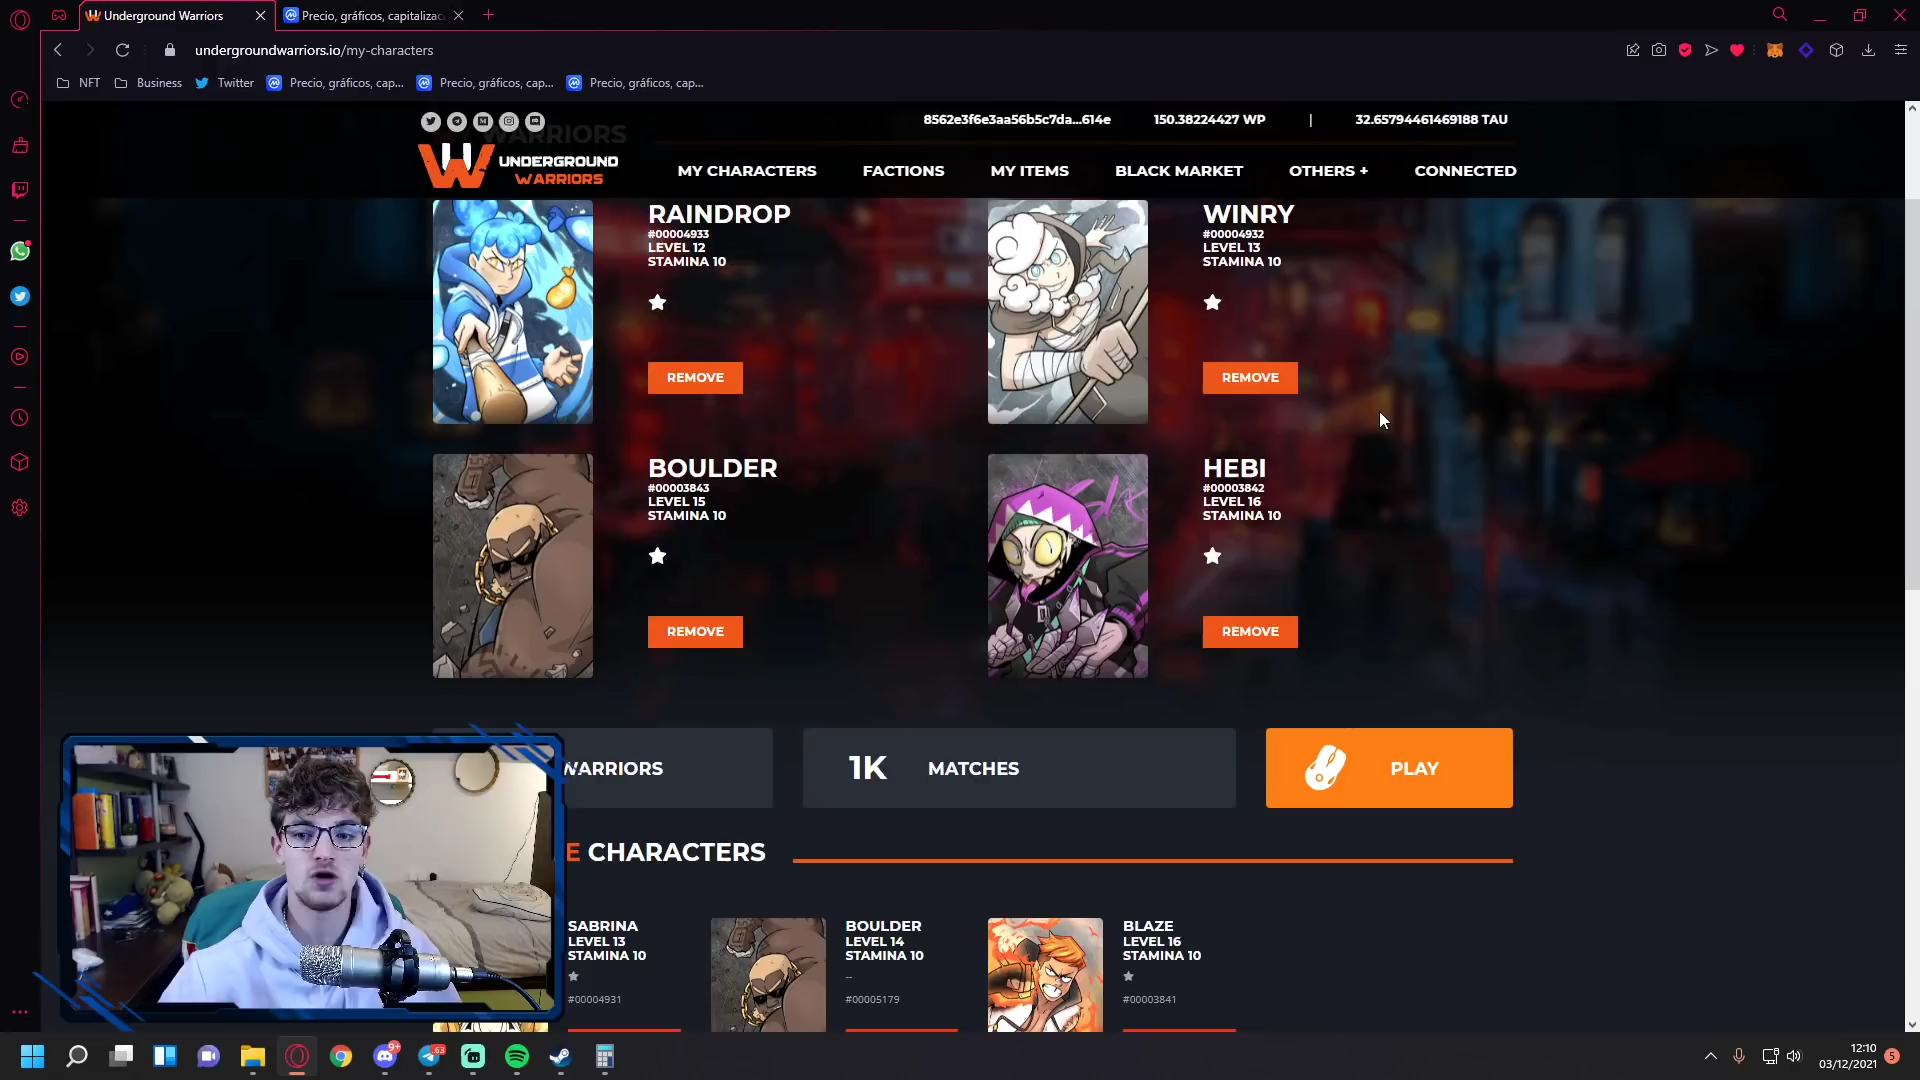 Underground Warriors
Precio, gráficos, capitalizac
undergroundwarriors.io/my-characters
NFT
Business
Twitter
Precio, gráficos, cap...
Precio, gráficos, cap...
Precio, gráficos, cap...
8562e3f6e3aa56b5c7da...614e
150.38224427 WP
|
32.65794461469188 TAU
WARRIORS
UNDERGROUND
WARRIORS
MY CHARACTERS
FACTIONS
MY ITEMS
BLACK MARKET
OTHERS +
CONNECTED
RAINDROP
#00004933
LEVEL 12
STAMINA 10
REMOVE
WINRY
#00004932
LEVEL 13
STAMINA 10
REMOVE
BOULDER
#00003843
LEVEL 15
STAMINA 10
REMOVE
HEBI
#00003842
LEVEL 16
STAMINA 10
REMOVE
WARRIORS
1K MATCHES
PLAY
E CHARACTERS
SABRINA
LEVEL 13
STAMINA 10
#00004931
BOULDER
LEVEL 14
STAMINA 10
--
#00005179
BLAZE
LEVEL 16
STAMINA 10
#00003841
9+
63
12:10
03/12/2021
5